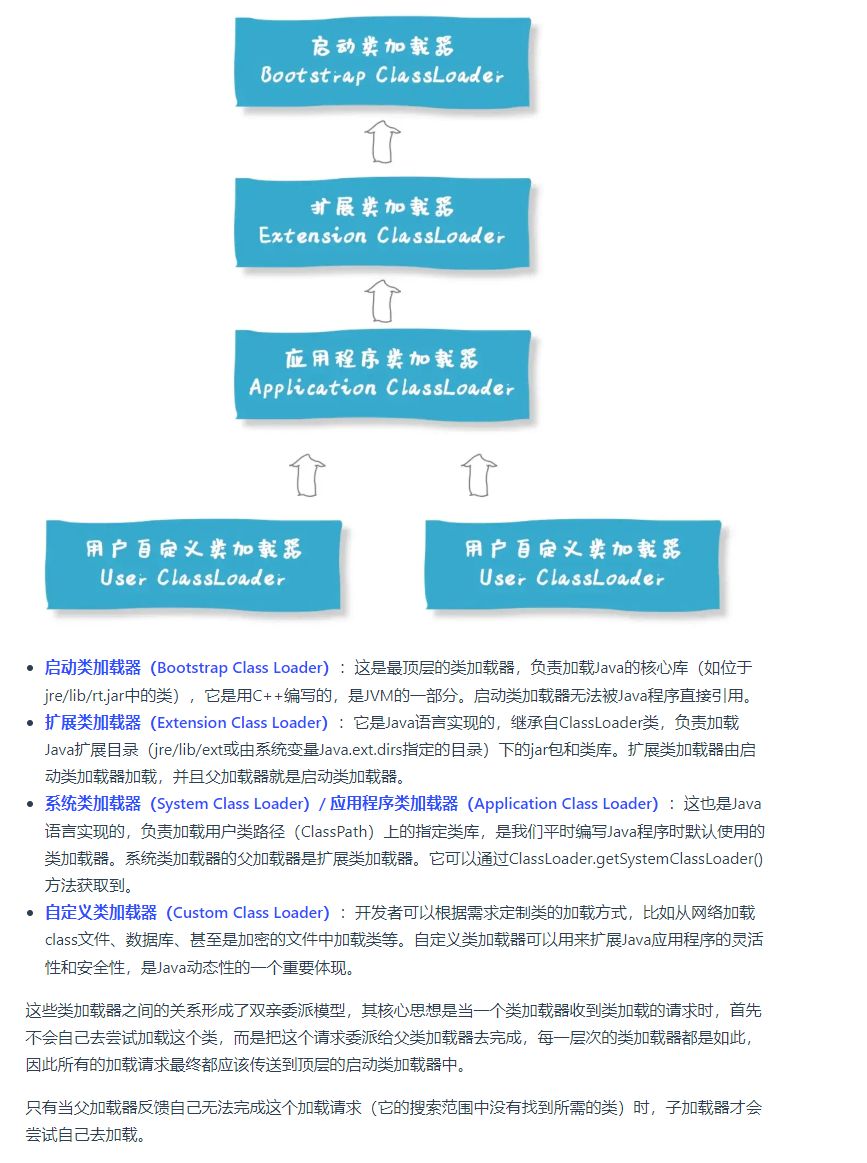 启动类加载器
Bootstrap ClassLoader
扩展类加载器
Extension ClassLoader
应用程序类加载器
Application ClassLoader
用户自定义类加载器
User ClassLoader
用户自定义类加载器
User ClassLoader
启动类加载器（Bootstrap Class Loader）：这是最顶层的类加载器，负责加载Java的核心库（如位于
jre/lib/rt.jar中的类），它是用C++编写的，是JVM的一部分。启动类加载器无法被Java程序直接引用。
扩展类加载器（Extension Class Loader）：它是Java语言实现的，继承自ClassLoader类，负责加载
Java扩展目录（jre/lib/ext或由系统变量Java.ext.dirs指定的目录）下的jar包和类库。扩展类加载器由启
动类加载器加载，并且父加载器就是启动类加载器。
系统类加载器（System Class Loader）/ 应用程序类加载器（Application Class Loader）：这也是Java
语言实现的，负责加载用户类路径（ClassPath）上的指定类库，是我们平时编写Java程序时默认使用的
类加载器。系统类加载器的父加载器是扩展类加载器。它可以通过ClassLoader.getSystemClassLoader()
方法获取到。
自定义类加载器（Custom Class Loader）：开发者可以根据需求定制类的加载方式，比如从网络加载
class文件、数据库、甚至是加密的文件中加载类等。自定义类加载器可以用来扩展Java应用程序的灵活
性和安全性，是Java动态性的一个重要体现。
这些类加载器之间的关系形成了双亲委派模型，其核心思想是当一个类加载器收到类加载的请求时，首先
不会自己去尝试加载这个类，而是把这个请求委派给父类加载器去完成，每一层次的类加载器都是如此，
因此所有的加载请求最终都应该传送到顶层的启动类加载器中。
只有当父加载器反馈自己无法完成这个加载请求（它的搜索范围中没有找到所需的类）时，子加载器才会
尝试自己去加载。